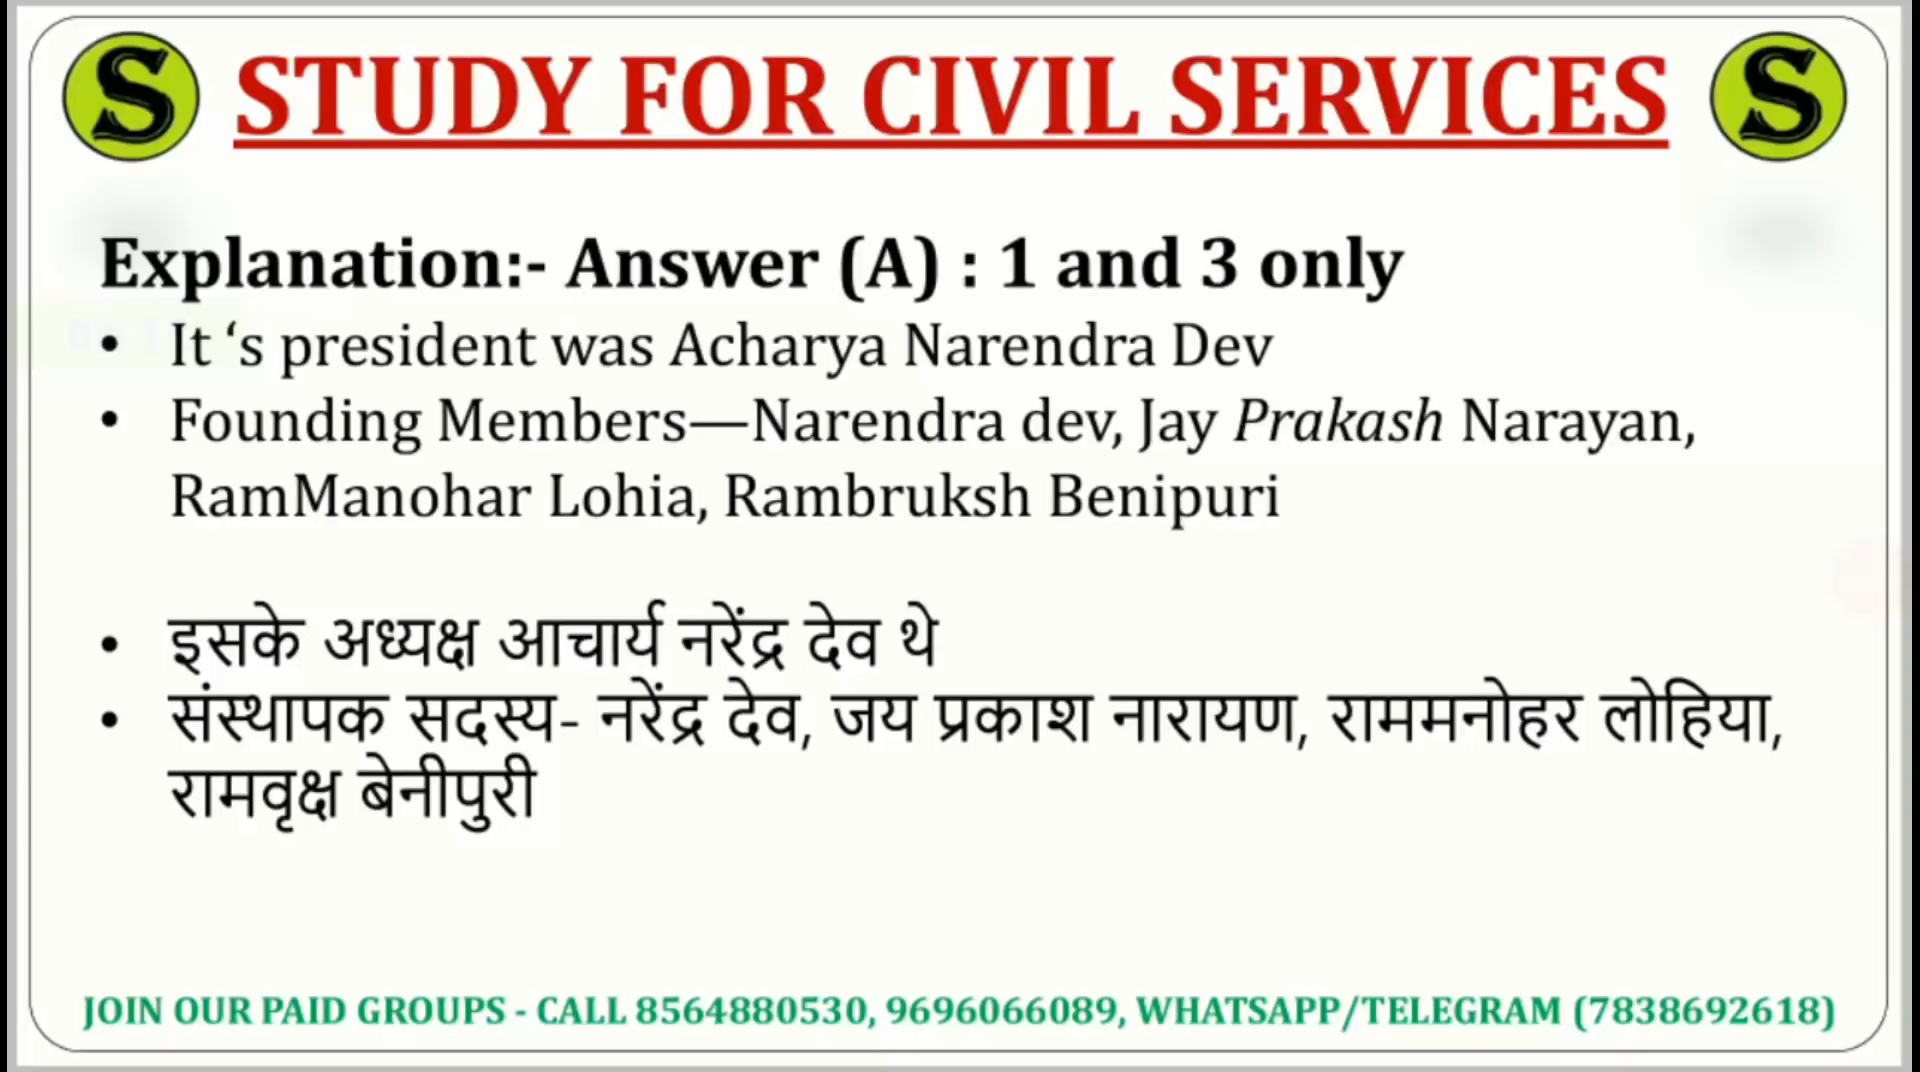 S STUDY FOR CIVIL SERVICES S
Explanation:- Answer (A) : 1 and 3 only
• It ‘s president was Acharya Narendra Dev
• Founding Members—Narendra dev, Jay Prakash Narayan,
RamManohar Lohia, Rambruksh Benipuri
• इसके अध्यक्ष आचार्य नरेंद्र देव थे
• संस्थापक सदस्य- नरेंद्र देव, जय प्रकाश नारायण, राममनोहर लोहिया,
रामवृक्ष बेनीपुरी
JOIN OUR PAID GROUPS - CALL 8564880530, 9696066089, WHATSAPP/TELEGRAM (7838692618)